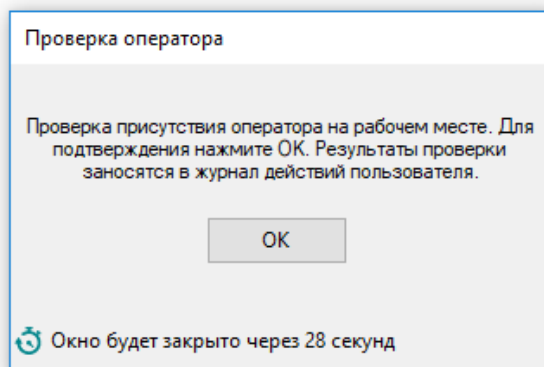 Проверка оператора
Проверка присутствия оператора на рабочем месте. Для
подтверждения нажмите ОК. Результаты проверки
заносятся в журнал действий пользователя.
ОК
Окно будет закрыто через 28 секунд